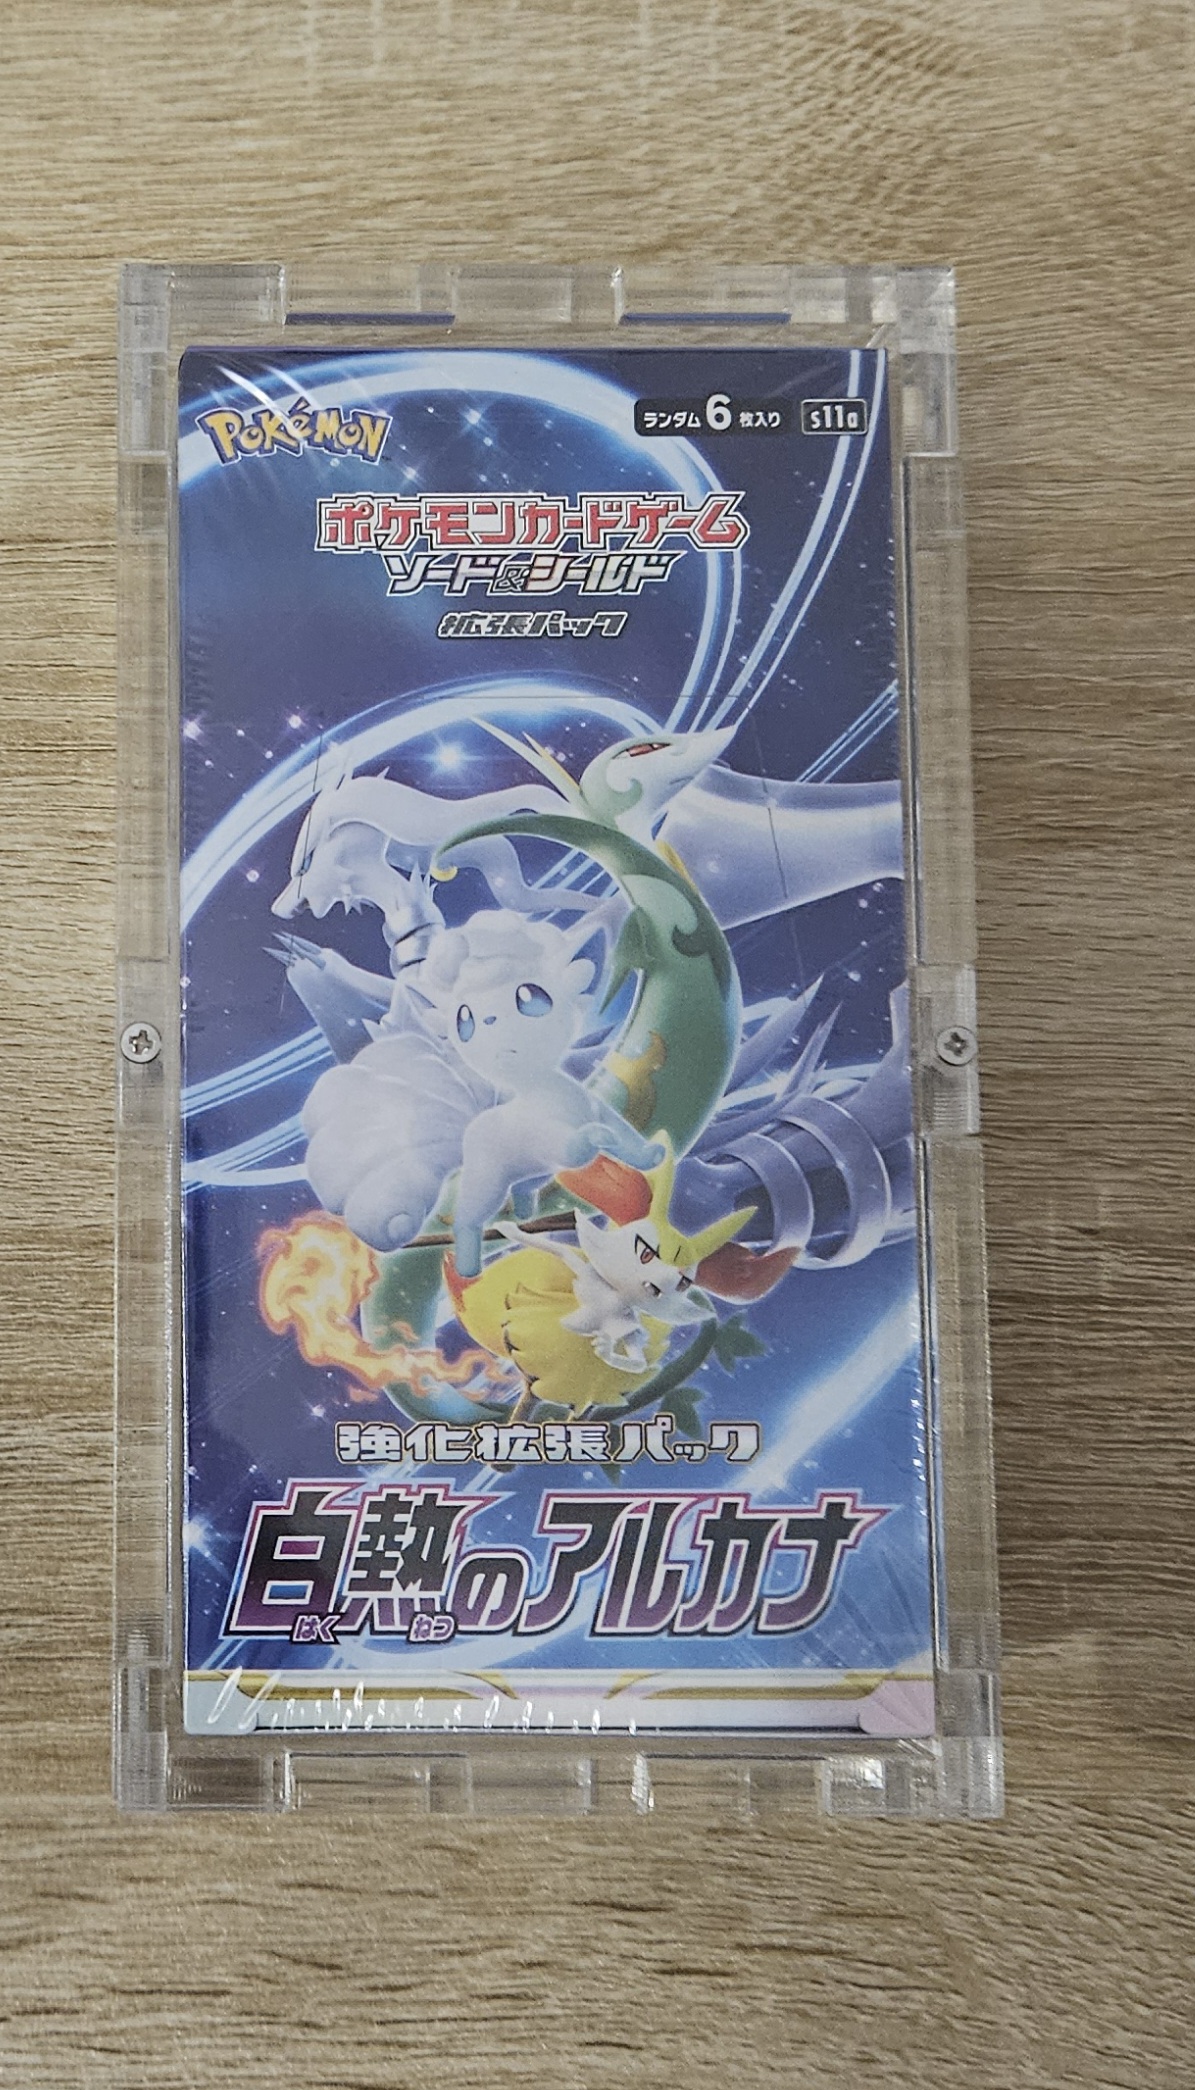 POKéMON
ランダム6枚入り s11a
ポケモンカードゲーム
ソード&シールド
拡張パック
強化拡張パック
白熱のアルカナ
はくねつ